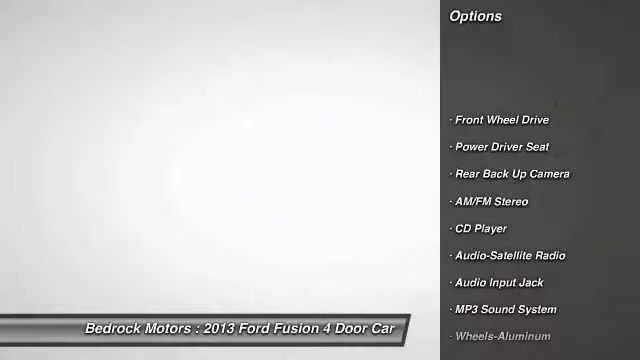 Options
· Front Wheel Drive
· Power Driver Seat
· Rear Back Up Camera
· AM/FM Stereo
· CD Player
· Audio-Satellite Radio
· Audio Input Jack
· MP3 Sound System
· Wheels-Aluminum
Bedrock Motors : 2013 Ford Fusion 4 Door Car